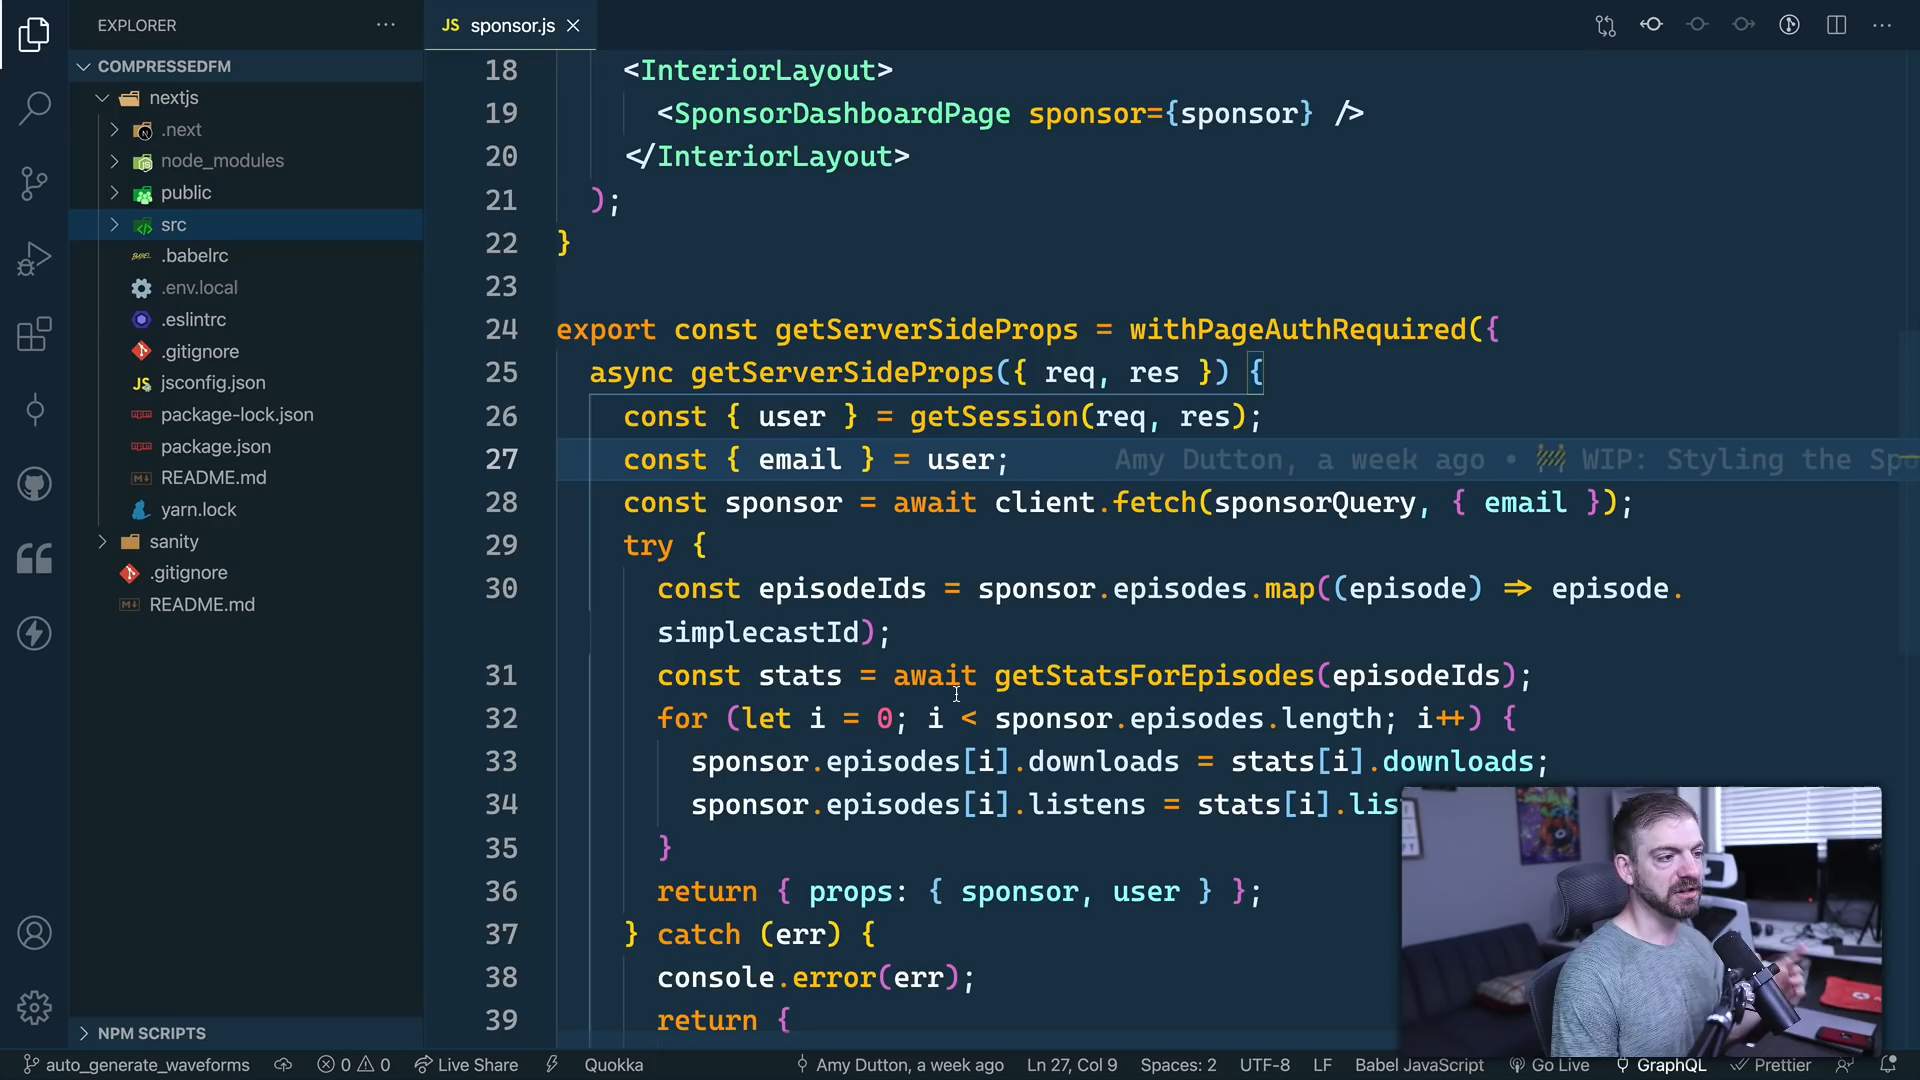 EXPLORER
COMPRESSEDFM
nextjs
.next
node_modules
public
src
.babelrc
.env.local
.eslintrc
.gitignore
jsconfig.json
package-lock.json
package.json
README.md
yarn.lock
sanity
.gitignore
README.md
NPM SCRIPTS
JS sponsor.js
18 <InteriorLayout>
19 <SponsorDashboardPage sponsor={sponsor} />
20 </InteriorLayout>
21 );
22 }
23
24 export const getServerSideProps = withPageAuthRequired({
25 async getServerSideProps({ req, res }) {
26 const { user } = getSession(req, res);
27 const { email } = user; Amy Dutton, a week ago • 🚧 WIP: Styling the Spo
28 const sponsor = await client.fetch(sponsorQuery, { email });
29 try {
30 const episodeIds = sponsor.episodes.map((episode) => episode.
simplecastId);
31 const stats = await getStatsForEpisodes(episodeIds);
32 for (let i = 0; i < sponsor.episodes.length; i++) {
33 sponsor.episodes[i].downloads = stats[i].downloads;
34 sponsor.episodes[i].listens = stats[i].lis
35 }
36 return { props: { sponsor, user } };
37 } catch (err) {
38 console.error(err);
39 return {
auto_generate_waveforms 0 0 Live Share Quokka Amy Dutton, a week ago Ln 27, Col 9 Spaces: 2 UTF-8 LF Babel JavaScript Go Live GraphQL Prettier